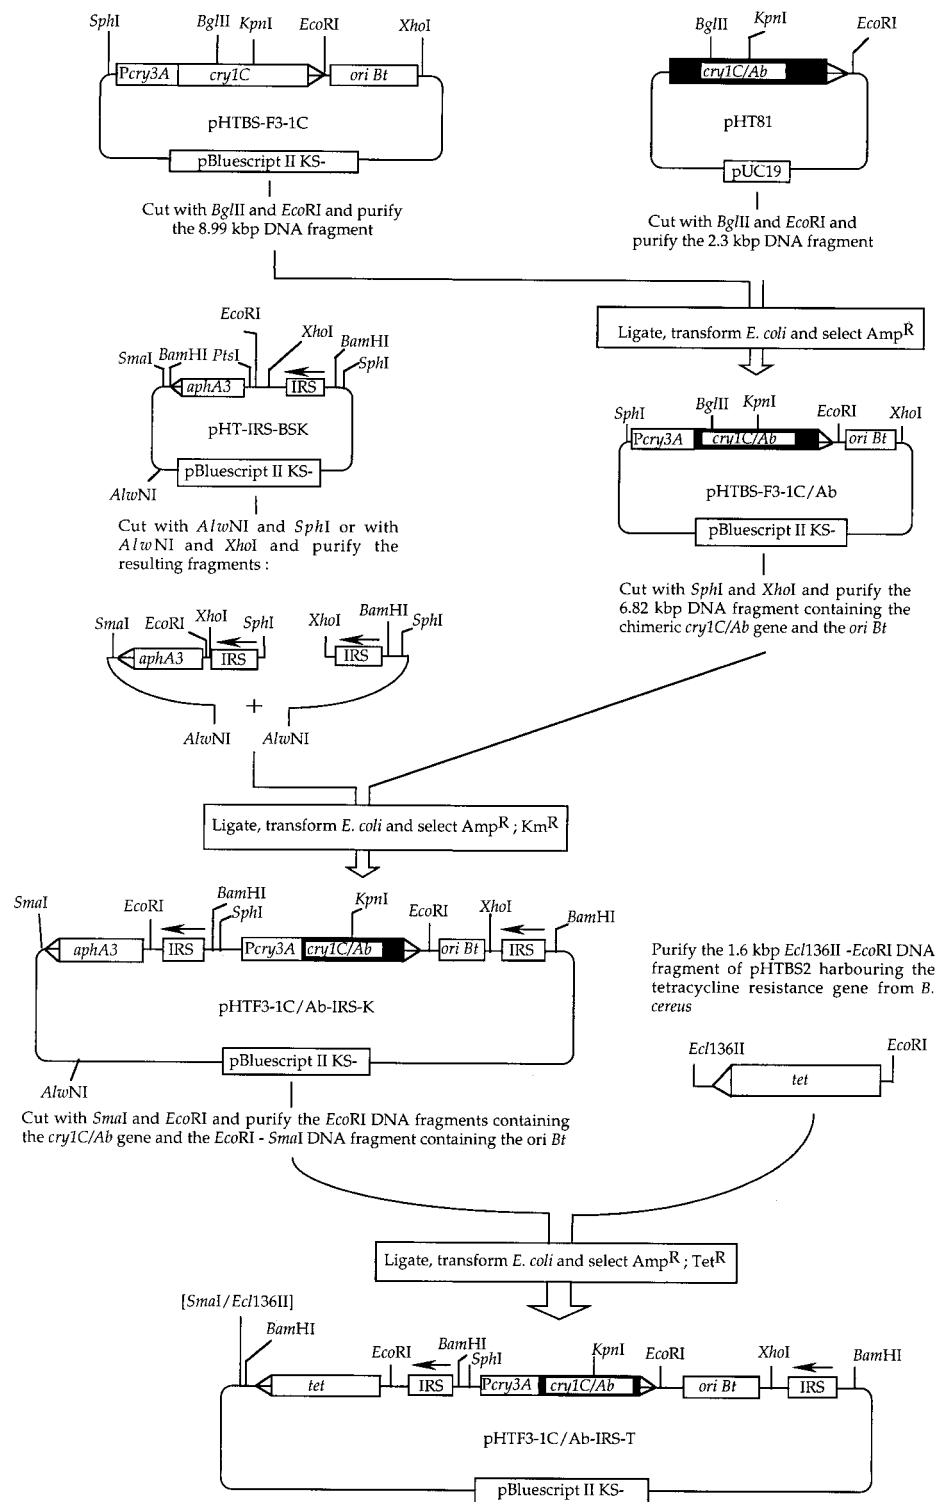 SphI
BglII
KpnI
EcoRI
XhoI
Pcry3A
cry1C
ori Bt
pHTBS-F3-1C
pBluescript II KS-
Cut with BglII and EcoRI and purify
the 8.99 kbp DNA fragment
BglII
KpnI
EcoRI
cry1C/Ab
pHT81
pUC19
Cut with BglII and EcoRI and
purify the 2.3 kbp DNA fragment
Ligate, transform E. coli and select AmpR
EcoRI
XhoI
SmaI
BamHI
PtsI
BamHI
SphI
aphA3
IRS
pHT-IRS-BSK
pBluescript II KS-
AlwNI
Cut with AlwNI and SphI or with
AlwNI and XhoI and purify the
resulting fragments :
SphI
BglII
KpnI
EcoRI
XhoI
Pcry3A
cry1C/Ab
ori Bt
pHTBS-F3-1C/Ab
pBluescript II KS-
Cut with SphI and XhoI and purify the
6.82 kbp DNA fragment containing the
chimeric cry1C/Ab gene and the ori Bt
SmaI
EcoRI
XhoI
SphI
aphA3
IRS
XhoI
BamHI
SphI
IRS
+
AlwNI
AlwNI
Ligate, transform E. coli and select AmpR ; KmR
SmaI
EcoRI
BamHI
SphI
KpnI
EcoRI
XhoI
BamHI
aphA3
IRS
Pcry3A
cry1C/Ab
ori Bt
IRS
pHTF3-1C/Ab-IRS-K
pBluescript II KS-
AlwNI
Cut with SmaI and EcoRI and purify the EcoRI DNA fragments containing
the cry1C/Ab gene and the EcoRI - SmaI DNA fragment containing the ori Bt
Purify the 1.6 kbp Ecl136II -EcoRI DNA
fragment of pHTBS2 harbouring the
tetracycline resistance gene from B.
cereus
Ecl136II
EcoRI
tet
Ligate, transform E. coli and select AmpR ; TetR
[SmaI/Ecl136II]
BamHI
EcoRI
BamHI
SphI
KpnI
EcoRI
XhoI
BamHI
tet
IRS
Pcry3A
cry1C/Ab
ori Bt
IRS
pHTF3-1C/Ab-IRS-T
pBluescript II KS-